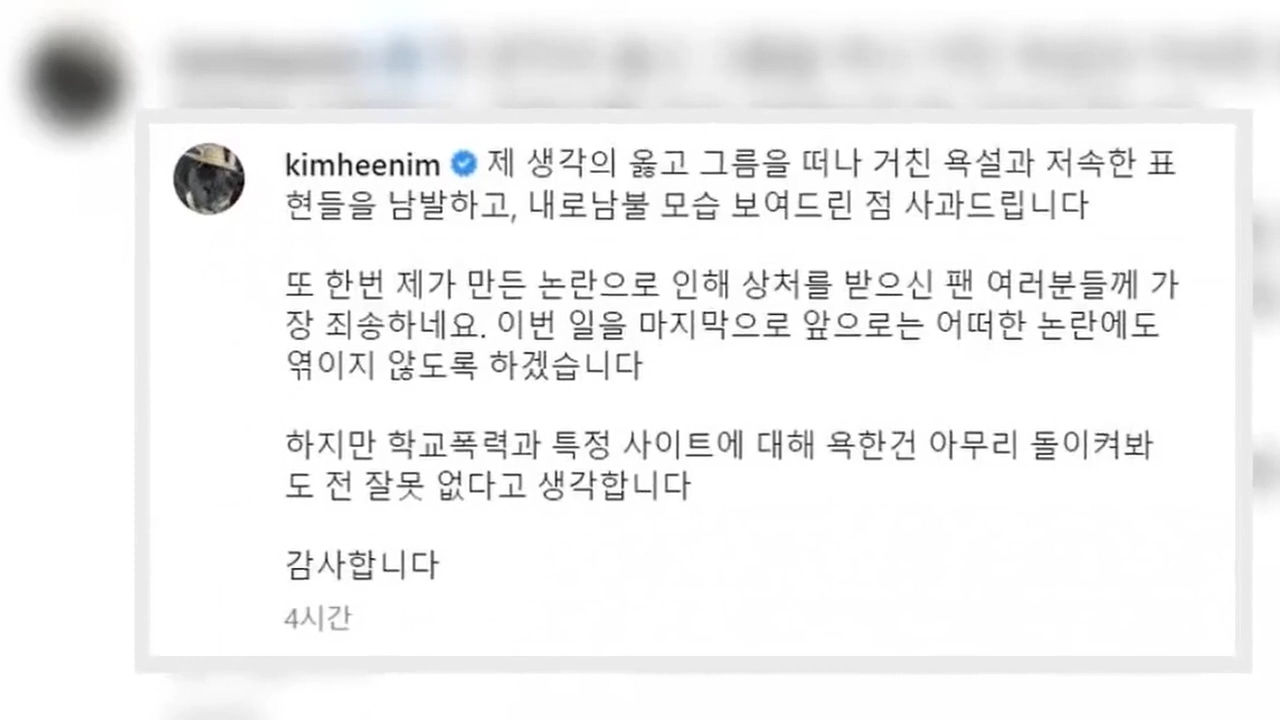 kimheenim 제 생각의 옳고 그름을 떠나 거친 욕설과 저속한 표
현들을 남발하고, 내로남불 모습 보여드린 점 사과드립니다
또 한번 제가 만든 논란으로 인해 상처를 받으신 팬 여러분들께 가
장 죄송하네요. 이번 일을 마지막으로 앞으로는 어떠한 논란에도
엮이지 않도록 하겠습니다
하지만 학교폭력과 특정 사이트에 대해 욕한건 아무리 돌이켜봐
도 전 잘못 없다고 생각합니다
감사합니다
4시간